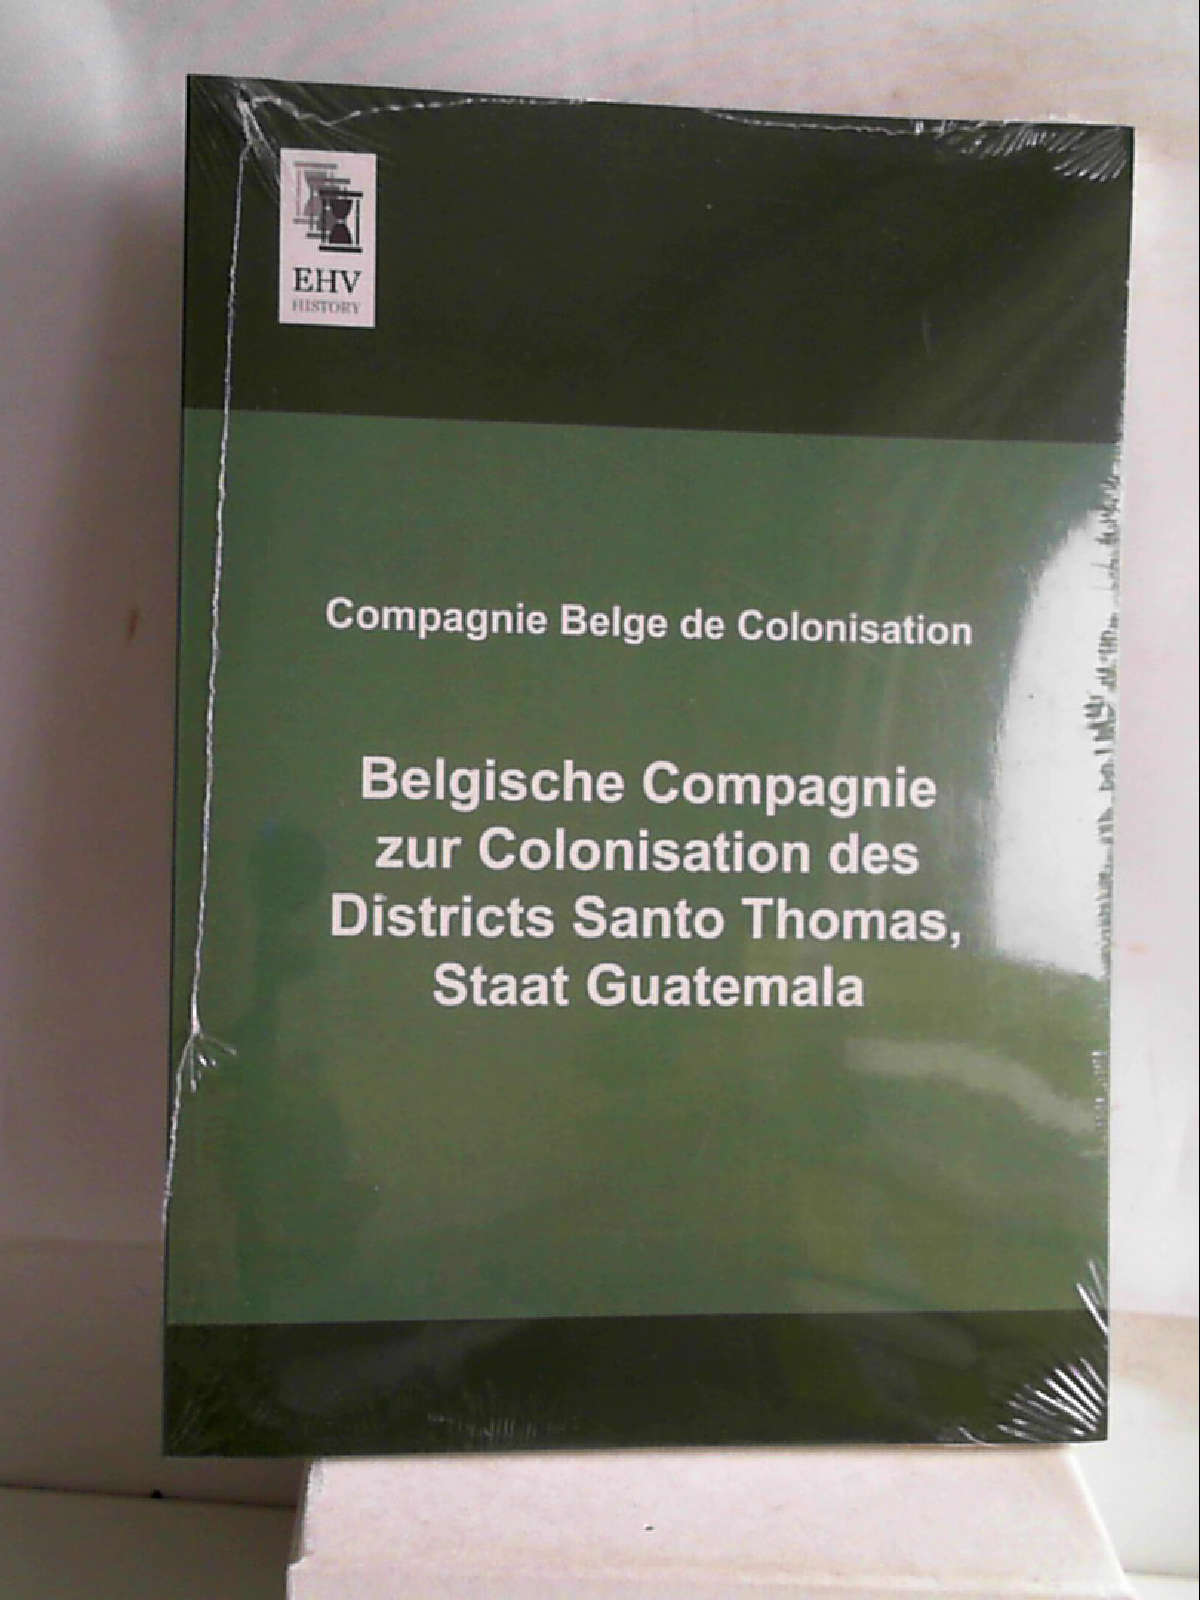 EHV
HISTORY
Compagnie Belge de Colonisation
Belgische Compagnie
zur Colonisation des
Districts Santo Thomas,
Staat Guatemala